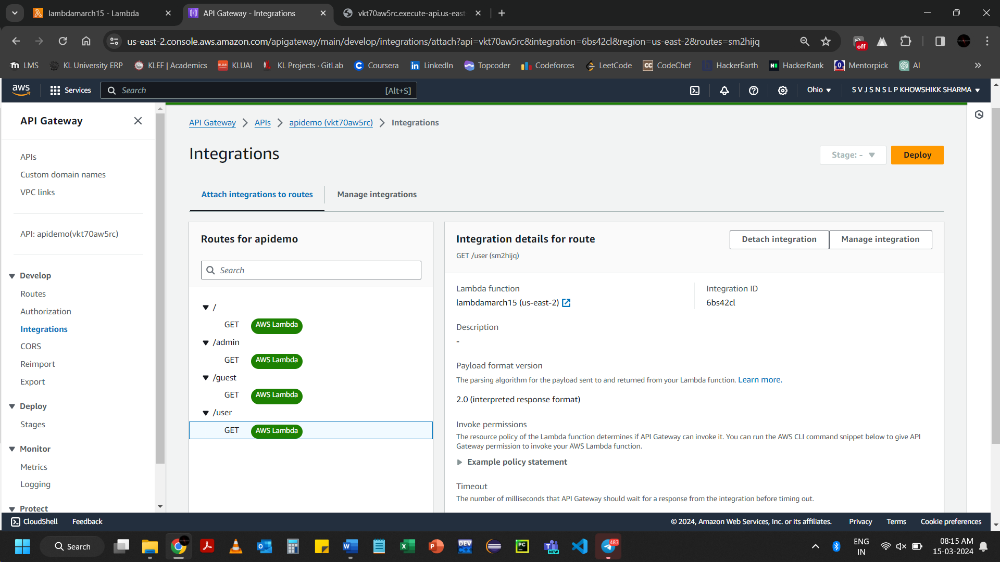 lambdamarch15 - Lambda
API Gateway - Integrations
vkt70aw5rc.execute-api.us-east
us-east-2.console.aws.amazon.com/apigateway/main/develop/integrations/attach?api=vkt70aw5rc&integration=6bs42cl&region=us-east-2&routes=sm2hijq
off
LMS
KL University ERP
KLEF | Academics
KLUAI
KL Projects · GitLab
Coursera
LinkedIn
Topcoder
Codeforces
LeetCode
CodeChef
HackerEarth
HackerRank
Mentorpick
AI
aws
Services
Search
[Alt+S]
Ohio
S V J S N S L P KHOWSHIKK SHARMA
API Gateway
APIs
Custom domain names
VPC links
API: apidemo(vkt70aw5rc)
Develop
Routes
Authorization
Integrations
CORS
Reimport
Export
Deploy
Stages
Monitor
Metrics
Logging
Protect
API Gateway
APIs
apidemo (vkt70aw5rc)
Integrations
Integrations
Stage: -
Deploy
Attach integrations to routes
Manage integrations
Routes for apidemo
Search
/
GET AWS Lambda
/admin
GET AWS Lambda
/guest
GET AWS Lambda
/user
GET AWS Lambda
Integration details for route
GET /user (sm2hijq)
Detach integration
Manage integration
Lambda function
lambdamarch15 (us-east-2)
Integration ID
6bs42cl
Description
-
Payload format version
The parsing algorithm for the payload sent to and returned from your Lambda function. Learn more.
2.0 (interpreted response format)
Invoke permissions
The resource policy of the Lambda function determines if API Gateway can invoke it. You can run the AWS CLI command snippet below to give API
Gateway permission to invoke your AWS Lambda function.
Example policy statement
Timeout
The number of milliseconds that API Gateway should wait for a response from the integration before timing out.
CloudShell
Feedback
© 2024, Amazon Web Services, Inc. or its affiliates.
Privacy
Terms
Cookie preferences
Search
DEV
PC
NEW
483
ENG
IN
08:15 AM
15-03-2024